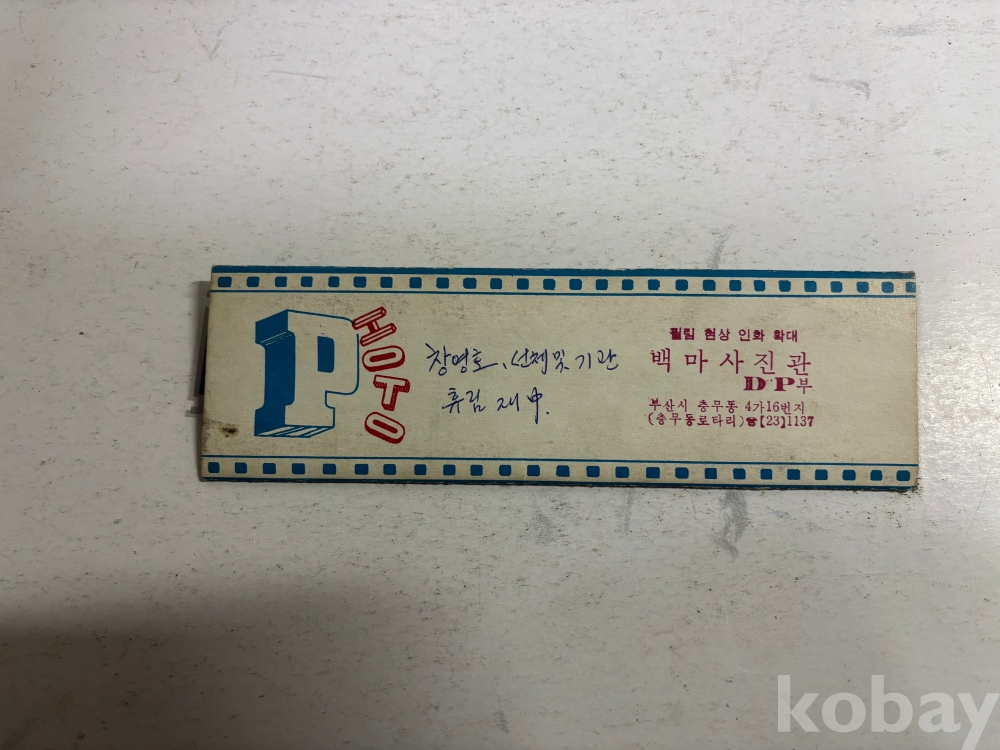 PHOTO
창영호, 선체 및 기관
휴림 재中.
필림 현상 인화 확대
백마사진관
D·P부
부산시 충무동 4가16번지
(충무동로타리)☎【23】1137
kobay